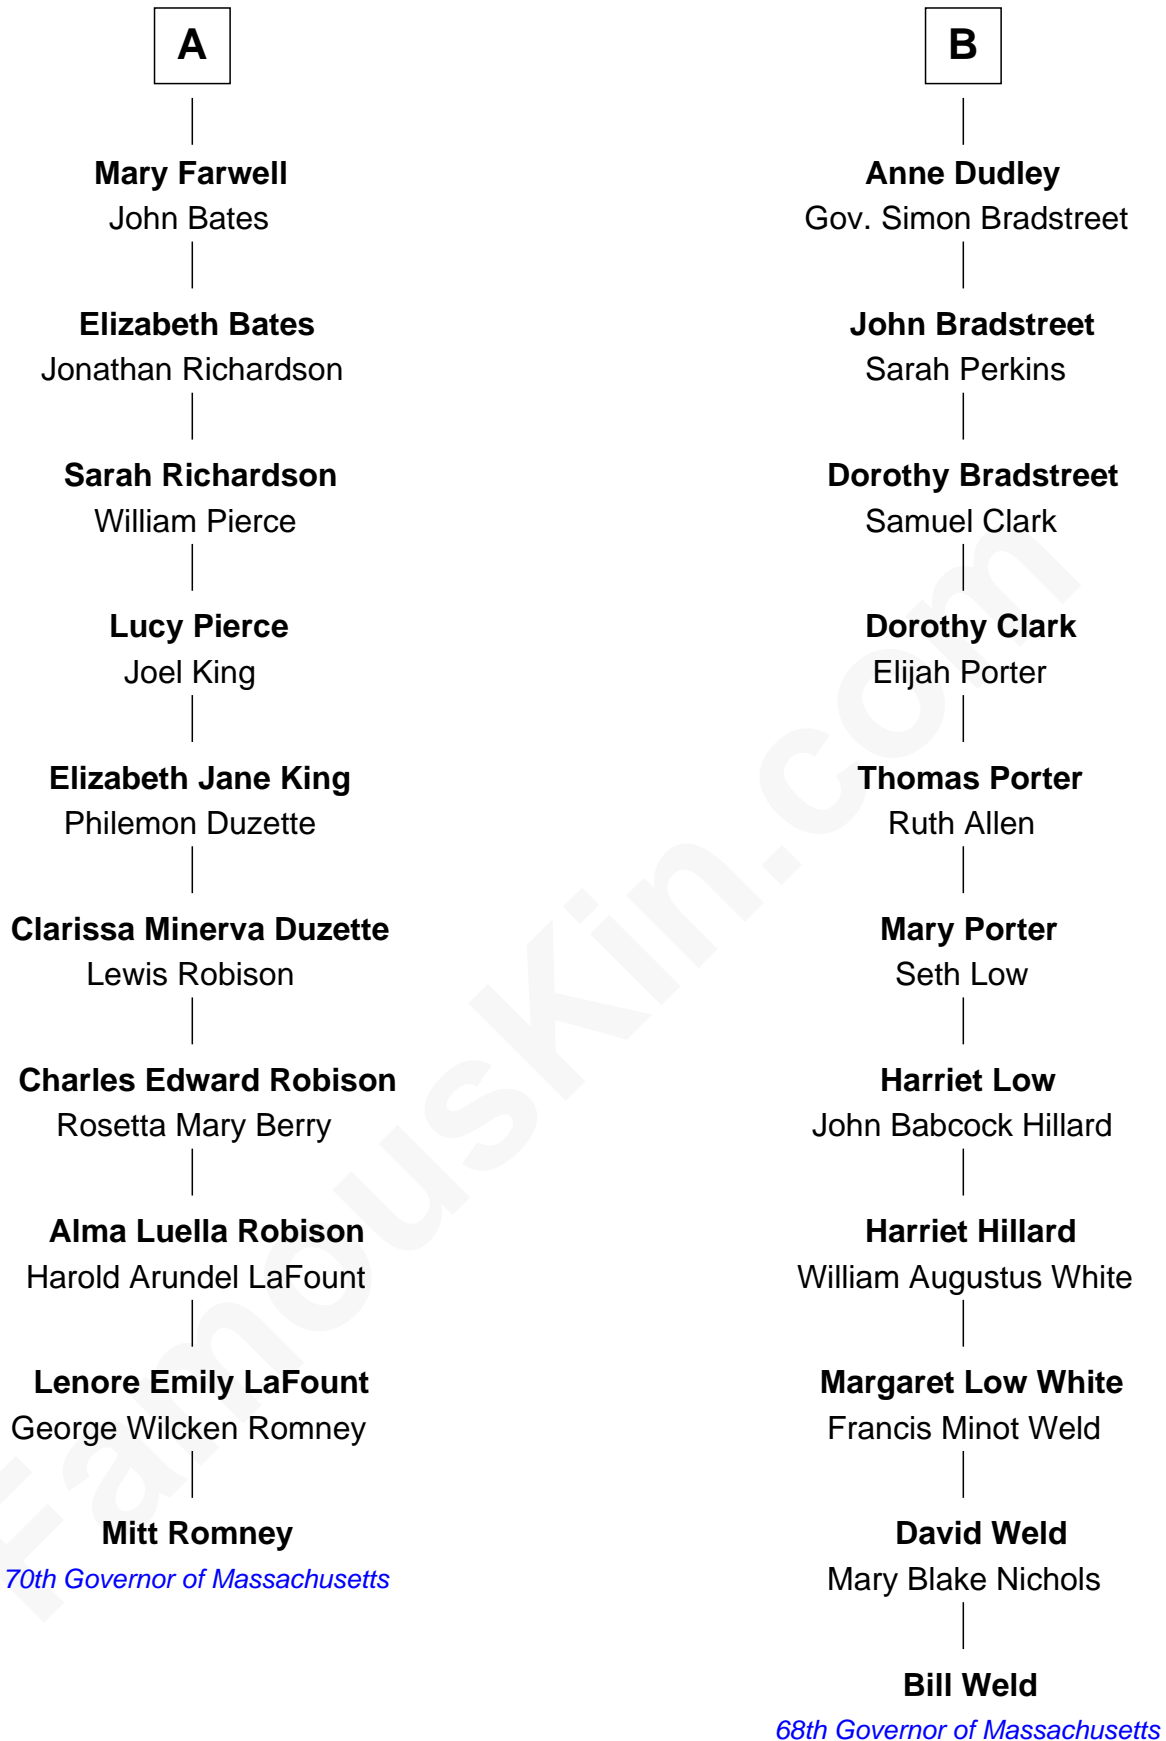 A
Mary Farwell
John Bates
Elizabeth Bates
Jonathan Richardson
Sarah Richardson
William Pierce
Lucy Pierce
Joel King
Elizabeth Jane King
Philemon Duzette
Clarissa Minerva Duzette
Lewis Robison
Charles Edward Robison
Rosetta Mary Berry
Alma Luella Robison
Harold Arundel LaFount
Lenore Emily LaFount
George Wilcken Romney
Mitt Romney
70th Governor of Massachusetts
B
Anne Dudley
Gov. Simon Bradstreet
John Bradstreet
Sarah Perkins
Dorothy Bradstreet
Samuel Clark
Dorothy Clark
Elijah Porter
Thomas Porter
Ruth Allen
Mary Porter
Seth Low
Harriet Low
John Babcock Hillard
Harriet Hillard
William Augustus White
Margaret Low White
Francis Minot Weld
David Weld
Mary Blake Nichols
Bill Weld
68th Governor of Massachusetts
FamousKin.com